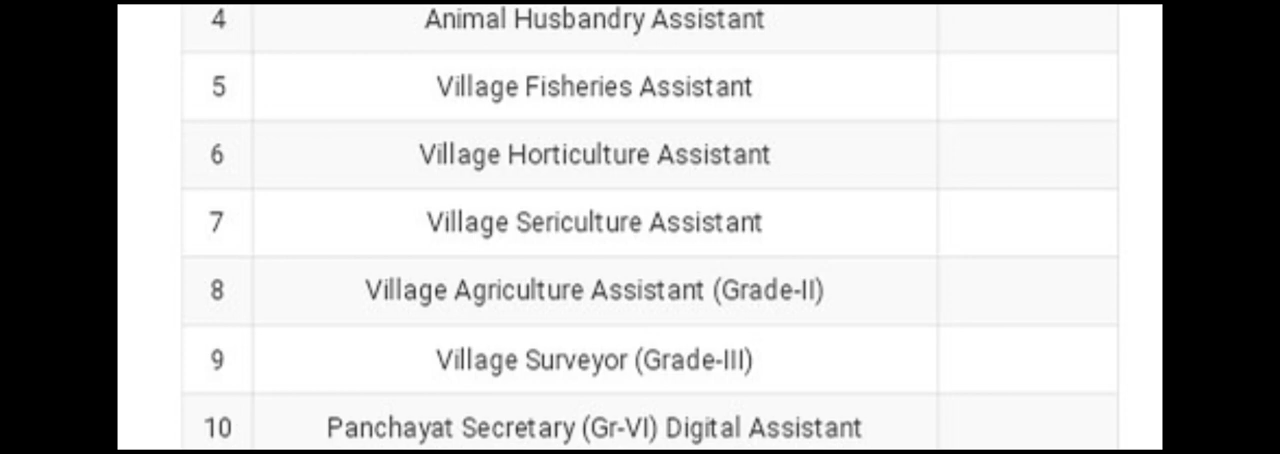 4 Animal Husbandry Assistant
5 Village Fisheries Assistant
6 Village Horticulture Assistant
7 Village Sericulture Assistant
8 Village Agriculture Assistant (Grade-II)
9 Village Surveyor (Grade-III)
10 Panchayat Secretary (Gr-VI) Digital Assistant